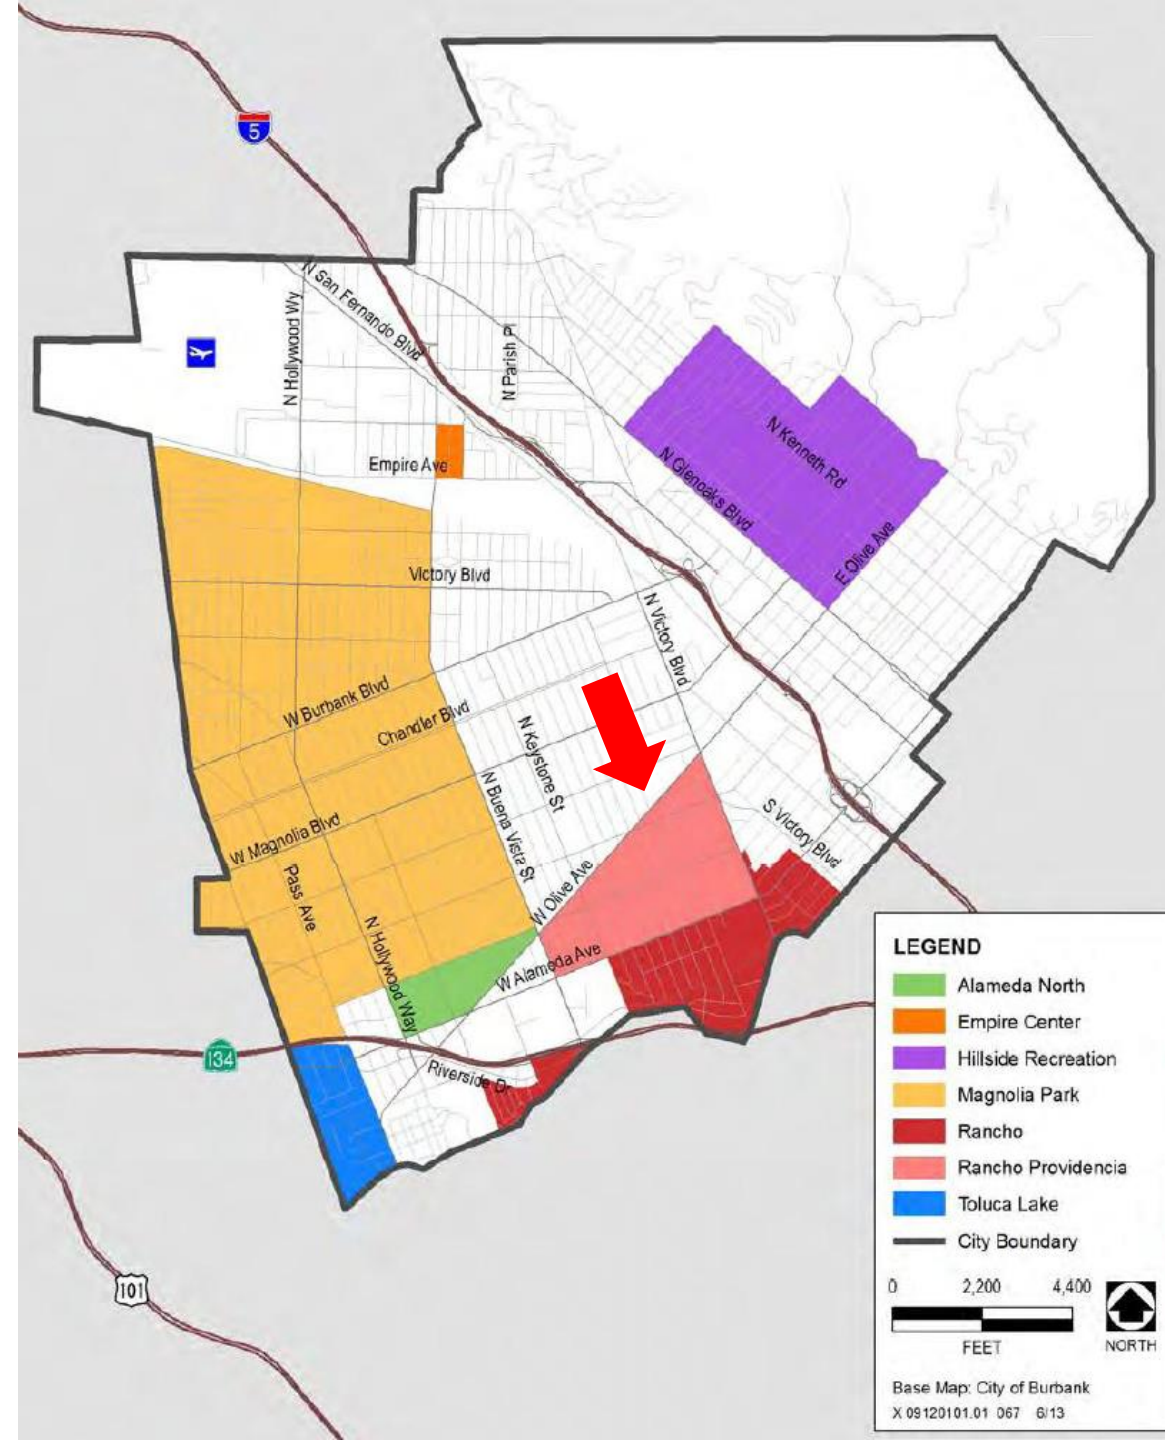 5
N San Fernando Blvd
N Hollywood Wy
N Parish Pl
Empire Ave
N Kenneth Rd
N Glenoaks Blvd
E Olive Ave
Victory Blvd
N Victory Blvd
W Burbank Blvd
Chandler Blvd
N Keystone St
N Buena Vista St
W Magnolia Blvd
S Victory Blvd
Pass Ave
W Olive Ave
N Hollywood Way
W Alameda Ave
134
Riverside Dr
101
LEGEND
Alameda North
Empire Center
Hillside Recreation
Magnolia Park
Rancho
Rancho Providencia
Toluca Lake
City Boundary
0 2,200 4,400
FEET
NORTH
Base Map: City of Burbank
X 09120101.01 067 6/13